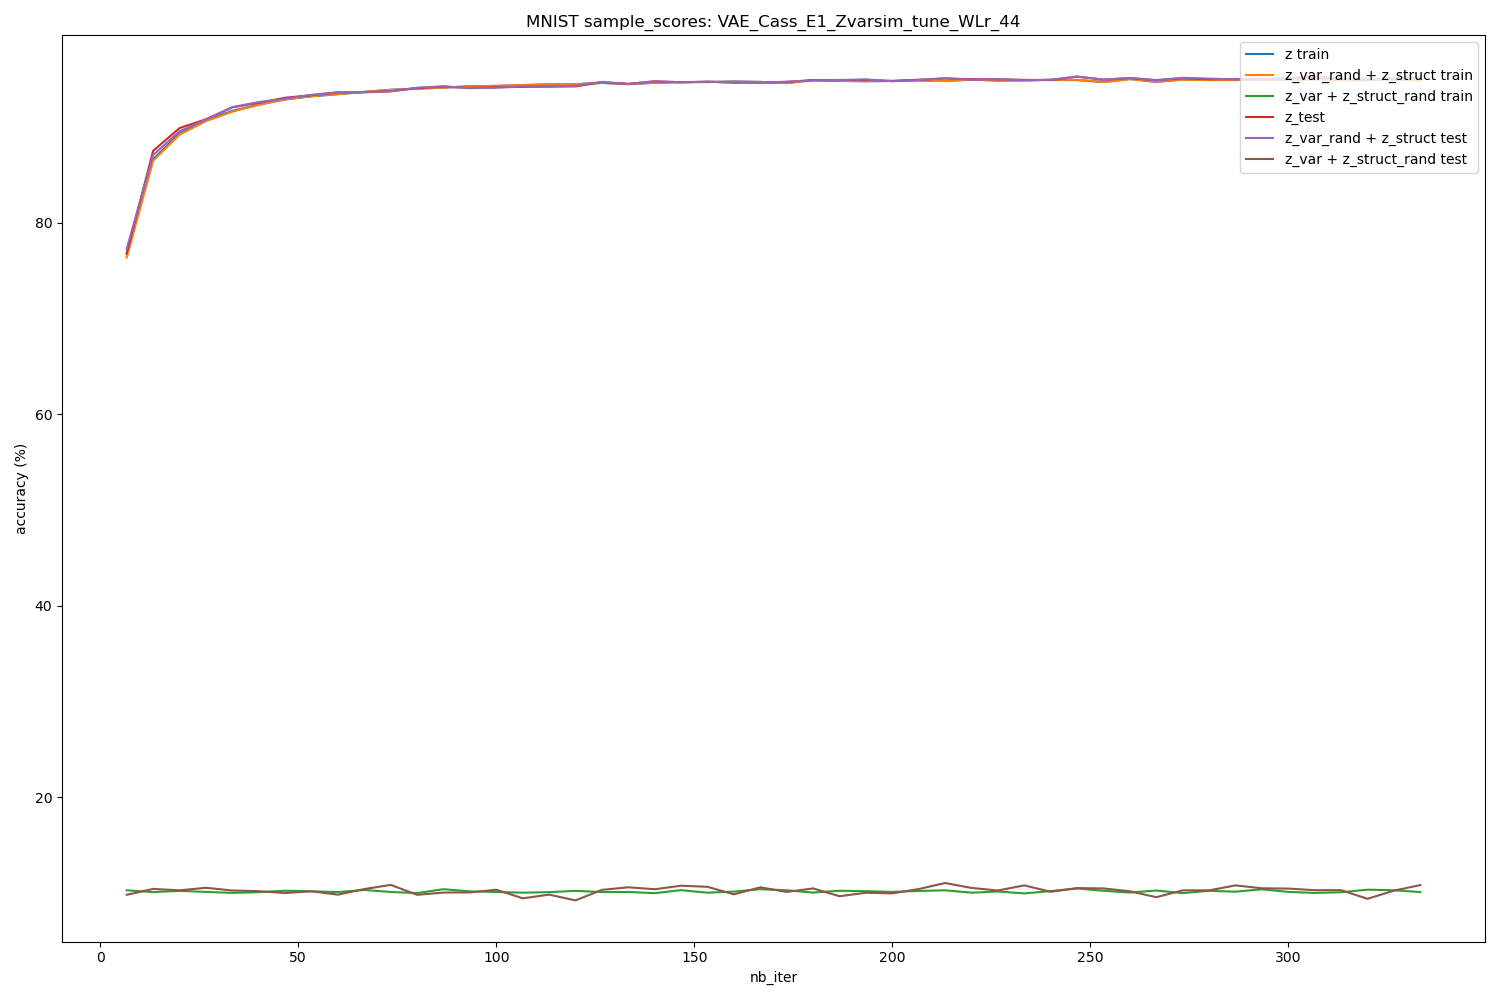 MNIST sample_scores: VAE_Cass_E1_Zvarsim_tune_WLr_44
z train
z_var_rand + z_struct train
z_var + z_struct_rand train
z_test
z_var_rand + z_struct test
z_var + z_struct_rand test
80
60
40
20
accuracy (%)
0
50
100
150
200
250
300
nb_iter